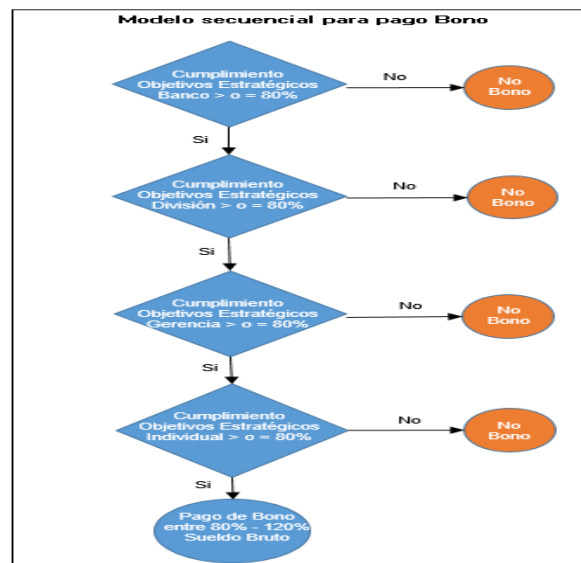 Modelo secuencial para pago Bono
Cumplimiento
Objetivos Estratégicos
Banco > o = 80%
No
No
Bono
Si
Cumplimiento
Objetivos Estratégicos
División > o = 80%
No
No
Bono
Si
Cumplimiento
Objetivos Estratégicos
Gerencia > o = 80%
No
No
Bono
Si
Cumplimiento
Objetivos Estratégicos
Individual > o = 80%
No
No
Bono
Si
Pago de Bono
entre 80% - 120%
Sueldo Bruto